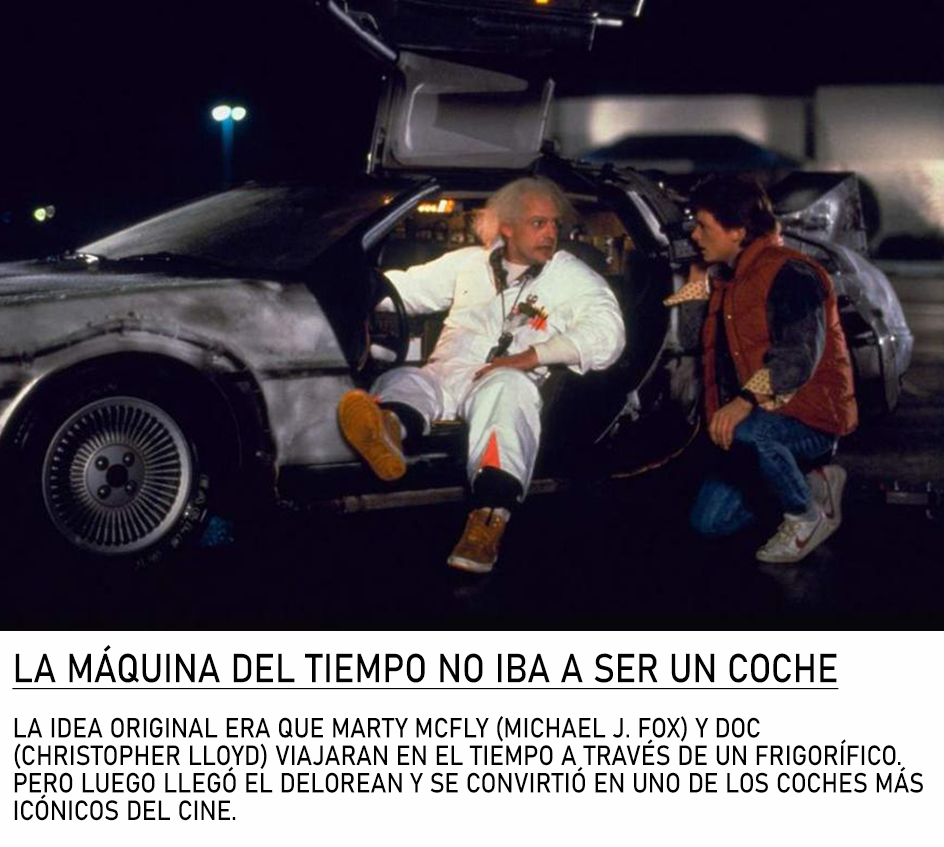 LA MÁQUINA DEL TIEMPO NO IBA A SER UN COCHE
LA IDEA ORIGINAL ERA QUE MARTY MCFLY (MICHAEL J. FOX) Y DOC
(CHRISTOPHER LLOYD) VIAJARAN EN EL TIEMPO A TRAVÉS DE UN FRIGORÍFICO.
PERO LUEGO LLEGÓ EL DELOREAN Y SE CONVIRTIÓ EN UNO DE LOS COCHES MÁS
ICÓNICOS DEL CINE.